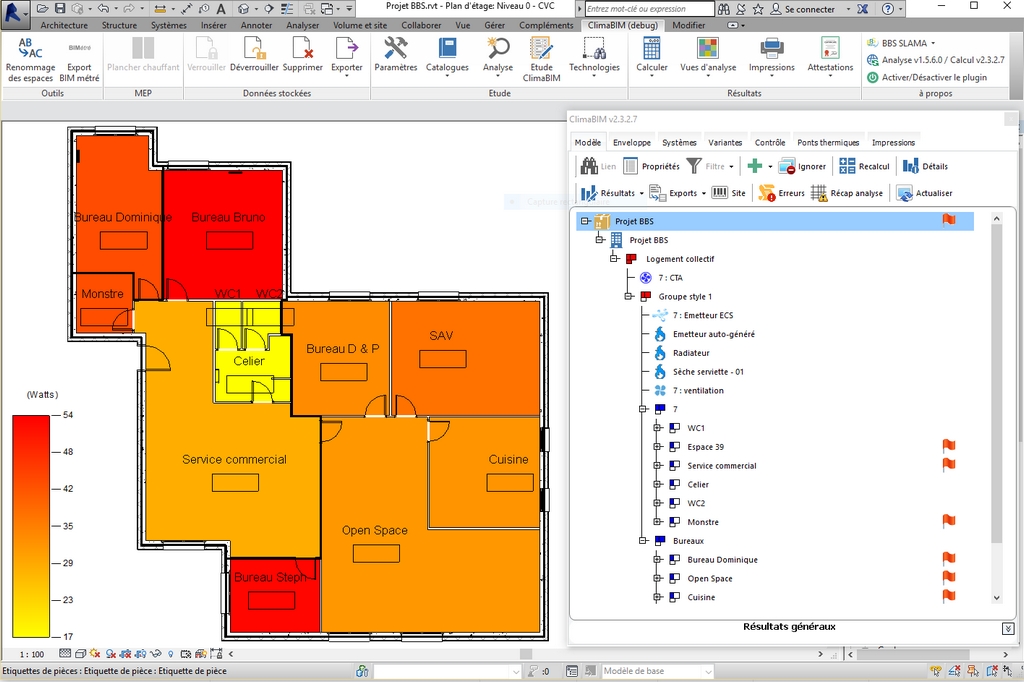 Projet BBS.rvt - Plan d'étage: Niveau 0 - CVC
Entrez mot-clé ou expression
Se connecter
Architecture Structure Systèmes Insérer Annoter Analyser Volume et site Collaborer Vue Gérer Compléments ClimaBIM (debug) Modifier
Renommage des espaces
Export BIM métré
BIMetré
Plancher chauffant
Verrouiller
Déverrouiller
Supprimer
Exporter
Paramètres
Catalogues
Analyse
Etude ClimaBIM
Technologies
Calculer
Vues d'analyse
Impressions
Attestations
BBS SLAMA
Analyse v1.5.6.0 / Calcul v2.3.2.7
Activer/Désactiver le plugin
Outils
MEP
Données stockées
Etude
Résultats
à propos
ClimaBIM v2.3.2.7
Modèle Enveloppe Systèmes Variantes Contrôle Ponts thermiques Impressions
Lien Propriétés Filtre Ignorer Recalcul Détails
Résultats Exports Site Erreurs Récap analyse Actualiser
Projet BBS
Projet BBS
Logement collectif
7 : CTA
Groupe style 1
7 : Emetteur ECS
Emetteur auto-généré
Radiateur
Sèche serviette - 01
7 : ventilation
7
WC1
Espace 39
Service commercial
Celier
WC2
Monstre
Bureaux
Bureau Dominique
Open Space
Cuisine
Résultats généraux
Bureau Dominique
Bureau Bruno
Monstre
WC1
WC2
Celier
Bureau D & P
SAV
Service commercial
Cuisine
Open Space
Bureau Steph
(Watts)
54
48
42
35
29
23
17
1 : 100
Etiquettes de pièces : Etiquette de pièce : Etiquette de pièce
:0
Modèle de base